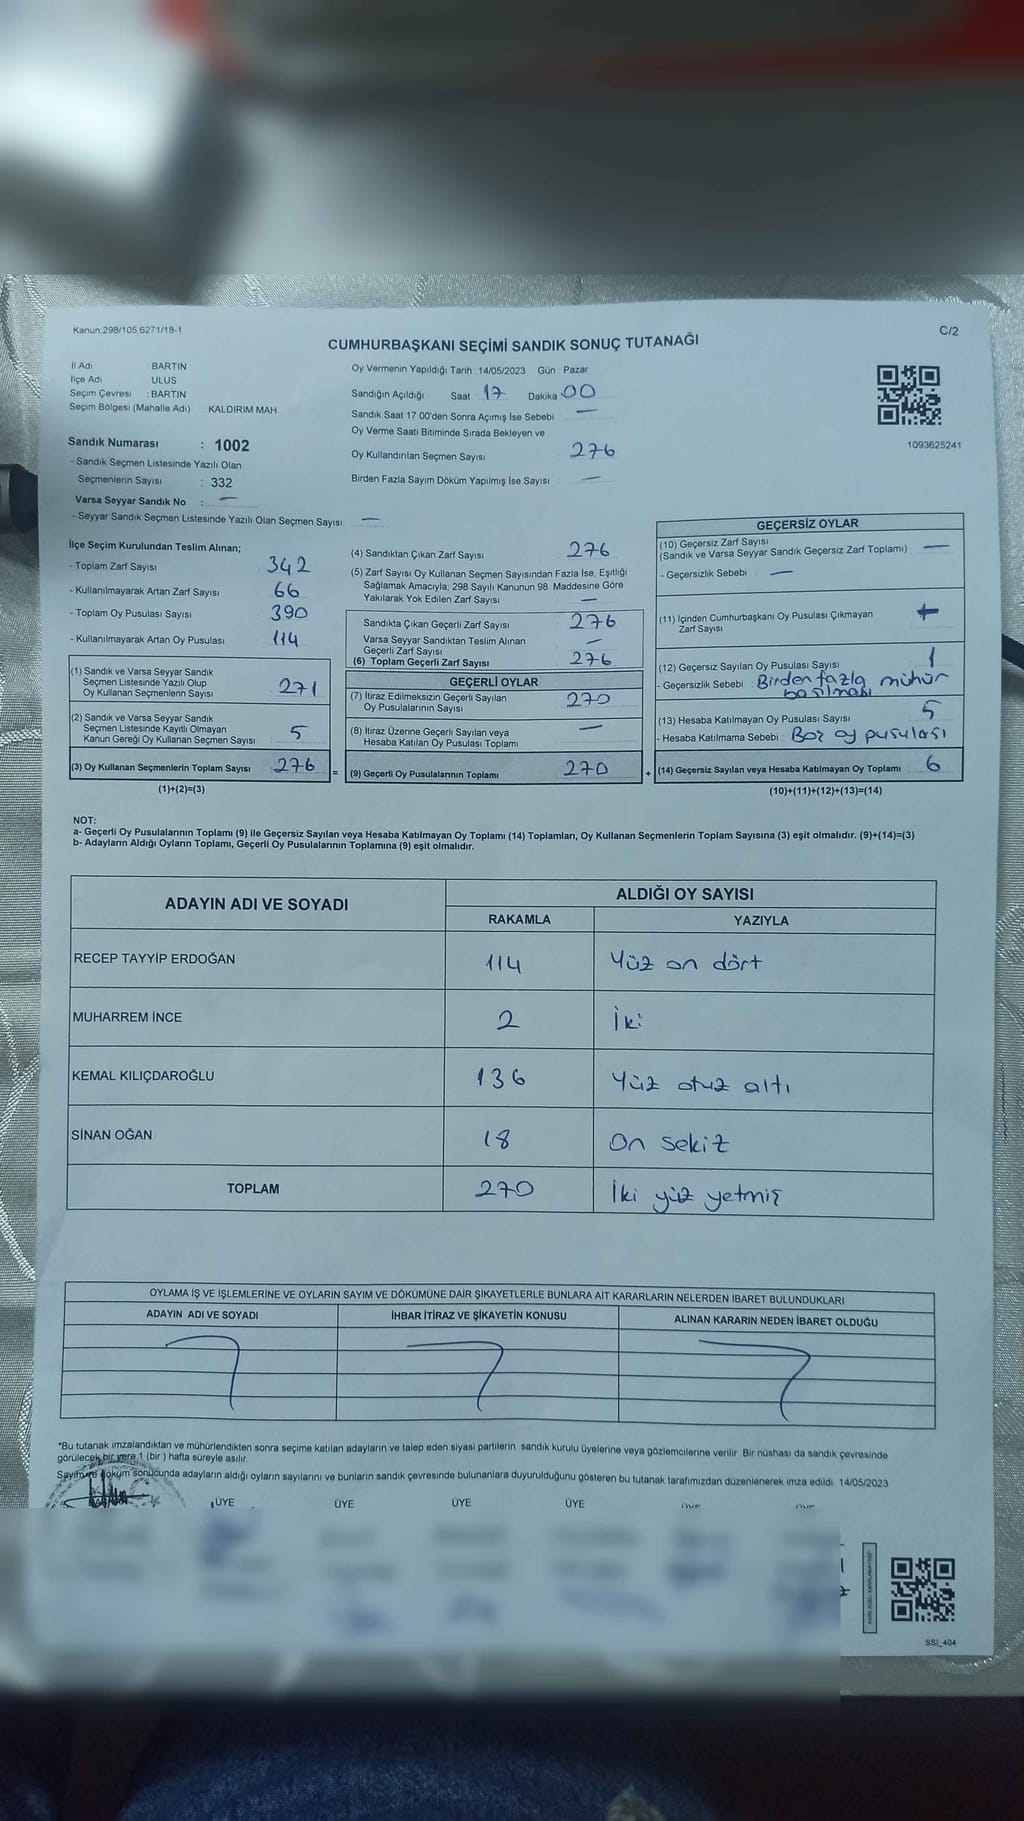 Kanun:298/105,6271/18-1
C/2
CUMHURBAŞKANI SEÇİMİ SANDIK SONUÇ TUTANAĞI
İl Adı BARTIN
İlçe Adı ULUS
Seçim Çevresi : BARTIN
Seçim Bölgesi (Mahalle Adı) : KALDIRIM MAH
Oy Vermenin Yapıldığı Tarih 14/05/2023 Gün Pazar
Sandığın Açıldığı Saat 17 Dakika 00
Sandık Saat 17 00'den Sonra Açımış İse Sebebi —
Oy Verme Saati Bitiminde Sırada Bekleyen ve
Oy Kullandırılan Seçmen Sayısı 276
Birden Fazla Sayım Döküm Yapılmış İse Sayısı —
1093625241
Sandık Numarası : 1002
- Sandık Seçmen Listesinde Yazılı Olan
Seçmenlerin Sayısı : 332
Varsa Seyyar Sandık No : —
- Seyyar Sandık Seçmen Listesinde Yazılı Olan Seçmen Sayısı —
İlçe Seçim Kurulundan Teslim Alınan;
- Toplam Zarf Sayısı 342
- Kullanılmayarak Artan Zarf Sayısı 66
- Toplam Oy Pusulası Sayısı 390
- Kullanılmayarak Artan Oy Pusulası 114
(1) Sandık ve Varsa Seyyar Sandık
Seçmen Listesinde Yazılı Olup
Oy Kullanan Seçmenlerin Sayısı 271
(2) Sandık ve Varsa Seyyar Sandık
Seçmen Listesinde Kayıtlı Olmayan
Kanun Gereği Oy Kullanan Seçmen Sayısı 5
(3) Oy Kullanan Seçmenlerin Toplam Sayısı 276
(1)+(2)=(3)
(4) Sandıktan Çıkan Zarf Sayısı 276
(5) Zarf Sayısı Oy Kullanan Seçmen Sayısından Fazla İse, Eşitliği
Sağlamak Amacıyla, 298 Sayılı Kanunun 98. Maddesine Göre
Yakılarak Yok Edilen Zarf Sayısı —
Sandıkta Çıkan Geçerli Zarf Sayısı 276
Varsa Seyyar Sandıktan Teslim Alınan
Geçerli Zarf Sayısı —
(6) Toplam Geçerli Zarf Sayısı 276
GEÇERLİ OYLAR
(7) İtiraz Edilmeksizin Geçerli Sayılan
Oy Pusulalarının Sayısı 270
(8) İtiraz Üzerine Geçerli Sayılan veya
Hesaba Katılan Oy Pusulası Toplamı —
= (9) Geçerli Oy Pusulalarının Toplamı 270 +
GEÇERSİZ OYLAR
(10) Geçersiz Zarf Sayısı
(Sandık ve Varsa Seyyar Sandık Geçersiz Zarf Toplamı) —
- Geçersizlik Sebebi : —
(11) İçinden Cumhurbaşkanı Oy Pusulası Çıkmayan
Zarf Sayısı
(12) Geçersiz Sayılan Oy Pusulası Sayısı 1
- Geçersizlik Sebebi Birden fazla mühür
basılması
(13) Hesaba Katılmayan Oy Pusulası Sayısı 5
- Hesaba Katılmama Sebebi : Boz oy pusulası
(14) Geçersiz Sayılan veya Hesaba Katılmayan Oy Toplamı 6
(10)+(11)+(12)+(13)=(14)
NOT:
a- Geçerli Oy Pusulalarının Toplamı (9) ile Geçersiz Sayılan veya Hesaba Katılmayan Oy Toplamı (14) Toplamları, Oy Kullanan Seçmenlerin Toplam Sayısına (3) eşit olmalıdır. (9)+(14)=(3)
b- Adayların Aldığı Oyların Toplamı, Geçerli Oy Pusulalarının Toplamına (9) eşit olmalıdır.
ADAYIN ADI VE SOYADI
ALDIĞI OY SAYISI
RAKAMLA YAZIYLA
RECEP TAYYİP ERDOĞAN 114 Yüz on dört
MUHARREM İNCE 2 İki
KEMAL KILIÇDAROĞLU 136 Yüz otuz altı
SİNAN OĞAN 18 On sekiz
TOPLAM 270 İki yüz yetmiş
OYLAMA İŞ VE İŞLEMLERİNE VE OYLARIN SAYIM VE DÖKÜMÜNE DAİR ŞİKAYETLERLE BUNLARA AİT KARARLARIN NELERDEN İBARET BULUNDUKLARI
ADAYIN ADI VE SOYADI İHBAR İTİRAZ VE ŞİKAYETİN KONUSU ALINAN KARARIN NEDEN İBARET OLDUĞU
*Bu tutanak imzalandıktan ve mühürlendikten sonra seçime katılan adayların ve talep eden siyasi partilerin sandık kurulu üyelerine veya gözlemcilerine verilir. Bir nüshası da sandık çevresinde
görülecek bir yere 1 (bir) hafta süreyle asılır.
Sayım ve döküm sonucunda adayların aldığı oyların sayılarını ve bunların sandık çevresinde bulunanlara duyurulduğunu gösteren bu tutanak tarafımızdan düzenlenerek imza edildi. 14/05/2023
ÜYE ÜYE ÜYE ÜYE
SSI_404